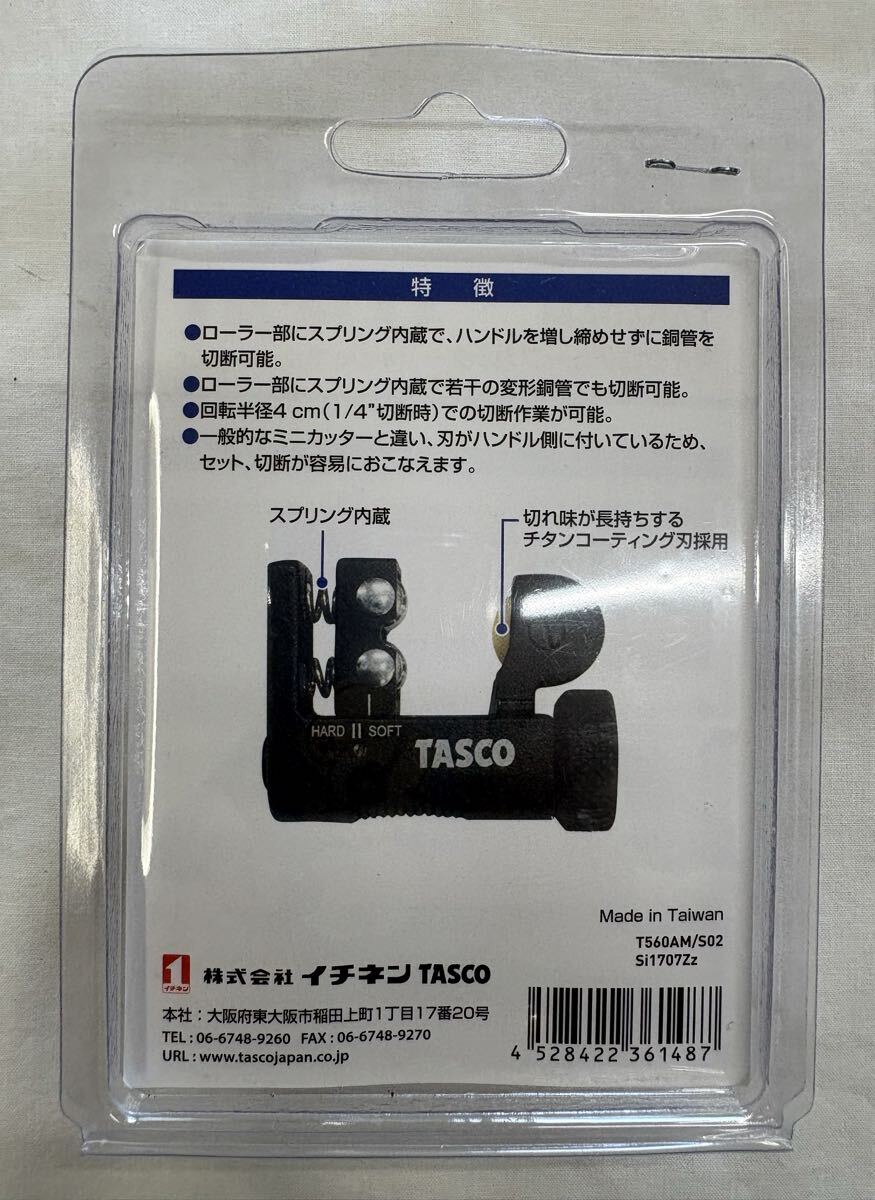 特 徴
●ローラー部にスプリング内蔵で、ハンドルを増し締めせずに銅管を
切断可能。
●ローラー部にスプリング内蔵で若干の変形銅管でも切断可能。
●回転半径4 cm(1/4"切断時)での切断作業が可能。
●一般的なミニカッターと違い、刃がハンドル側に付いているため、
セット、切断が容易におこなえます。
スプリング内蔵
切れ味が長持ちする
チタンコーティング刃採用
HARD SOFT
TASCO
Made in Taiwan
T560AM/S02
Si1707Zz
1 イチネン 株式会社 イチネン TASCO
本社:大阪府東大阪市稲田上町1丁目17番20号
TEL : 06-6748-9260 FAX : 06-6748-9270
URL : www.tascojapan.co.jp
4 528422 361487